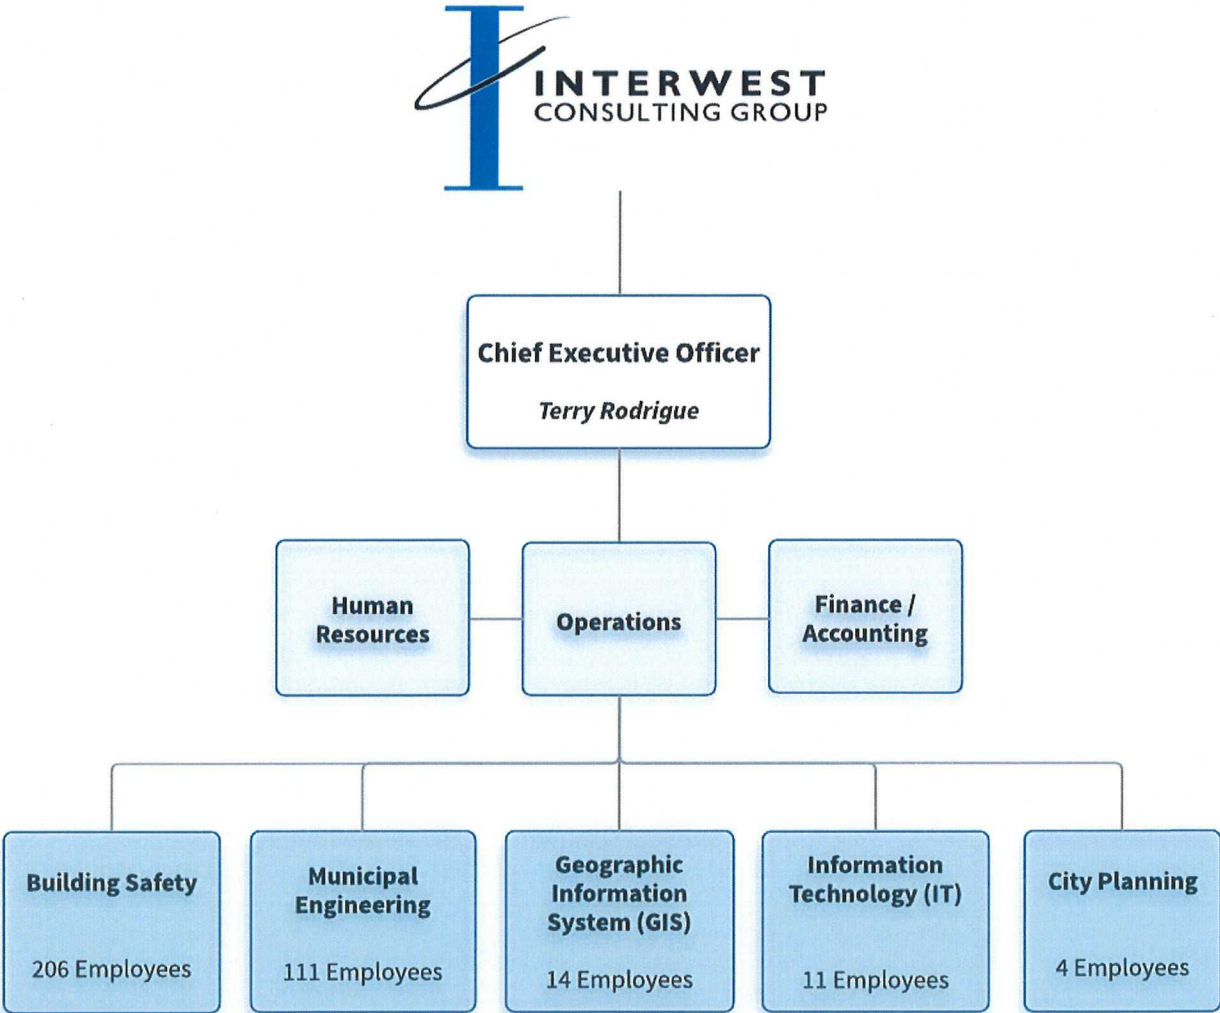 INTERWEST
CONSULTING GROUP
Chief Executive Officer
Terry Rodrigue
Human
Resources
Operations
Finance /
Accounting
Building Safety
206 Employees
Municipal
Engineering
111 Employees
Geographic
Information
System (GIS)
14 Employees
Information
Technology (IT)
11 Employees
City Planning
4 Employees